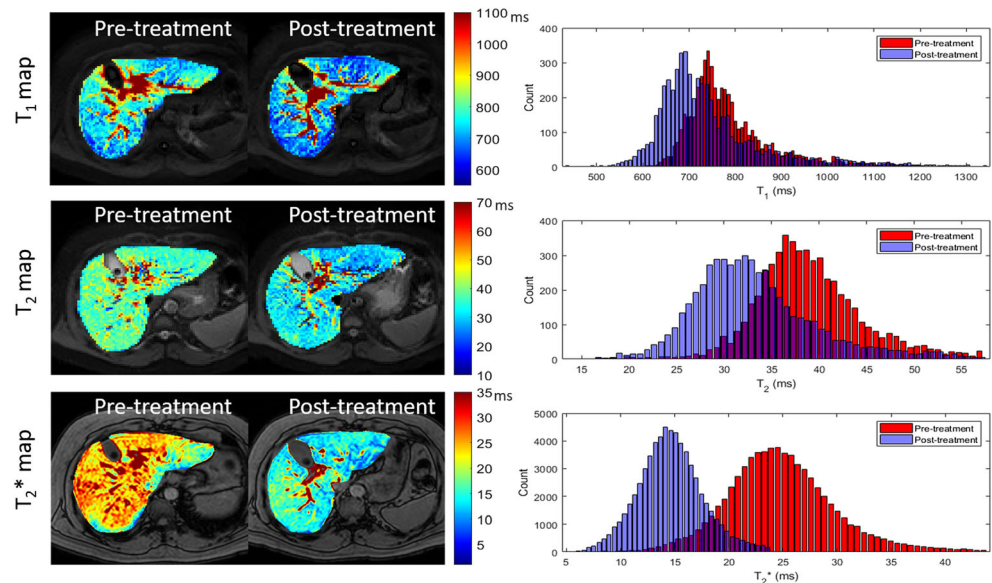 Pre-treatment Post-treatment
T1 map
1100 ms
1000
900
800
700
600
400
300
200
100
0
Count
500 600 700 800 900 1000 1100 1200 1300
T1 (ms)
Pre-treatment
Post-treatment
Pre-treatment Post-treatment
T2 map
70 ms
60
50
40
30
20
10
400
300
200
100
0
Count
15 20 25 30 35 40 45 50 55
T2 (ms)
Pre-treatment
Post-treatment
Pre-treatment Post-treatment
T2* map
35 ms
30
25
20
15
10
5
5000
4000
3000
2000
1000
0
Count
5 10 15 20 25 30 35 40
T2* (ms)
Pre-treatment
Post-treatment